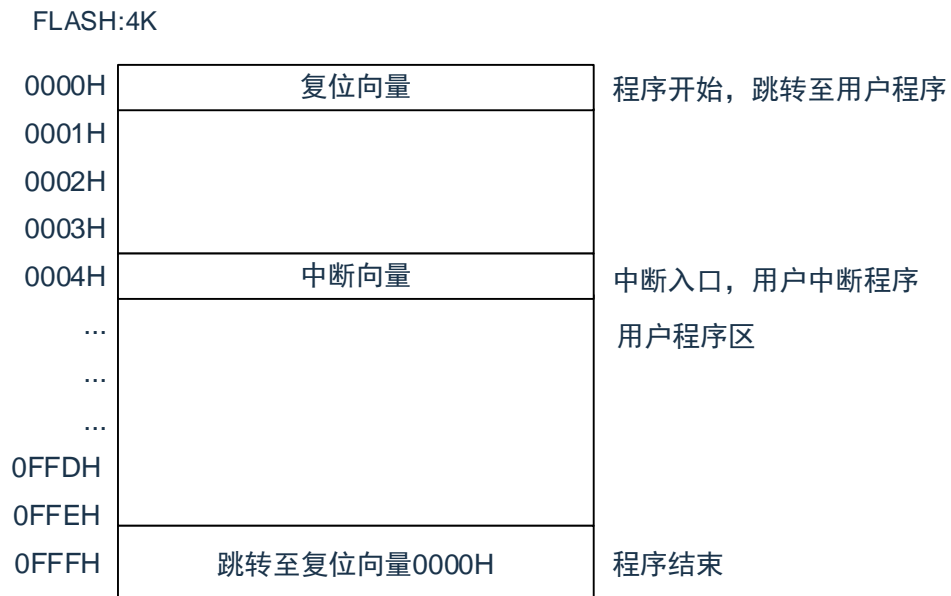 FLASH:4K
0000H 复位向量 程序开始，跳转至用户程序
0001H
0002H
0003H
0004H 中断向量 中断入口，用户中断程序
... 用户程序区
...
...
0FFDH
0FFEH
0FFFH 跳转至复位向量0000H 程序结束